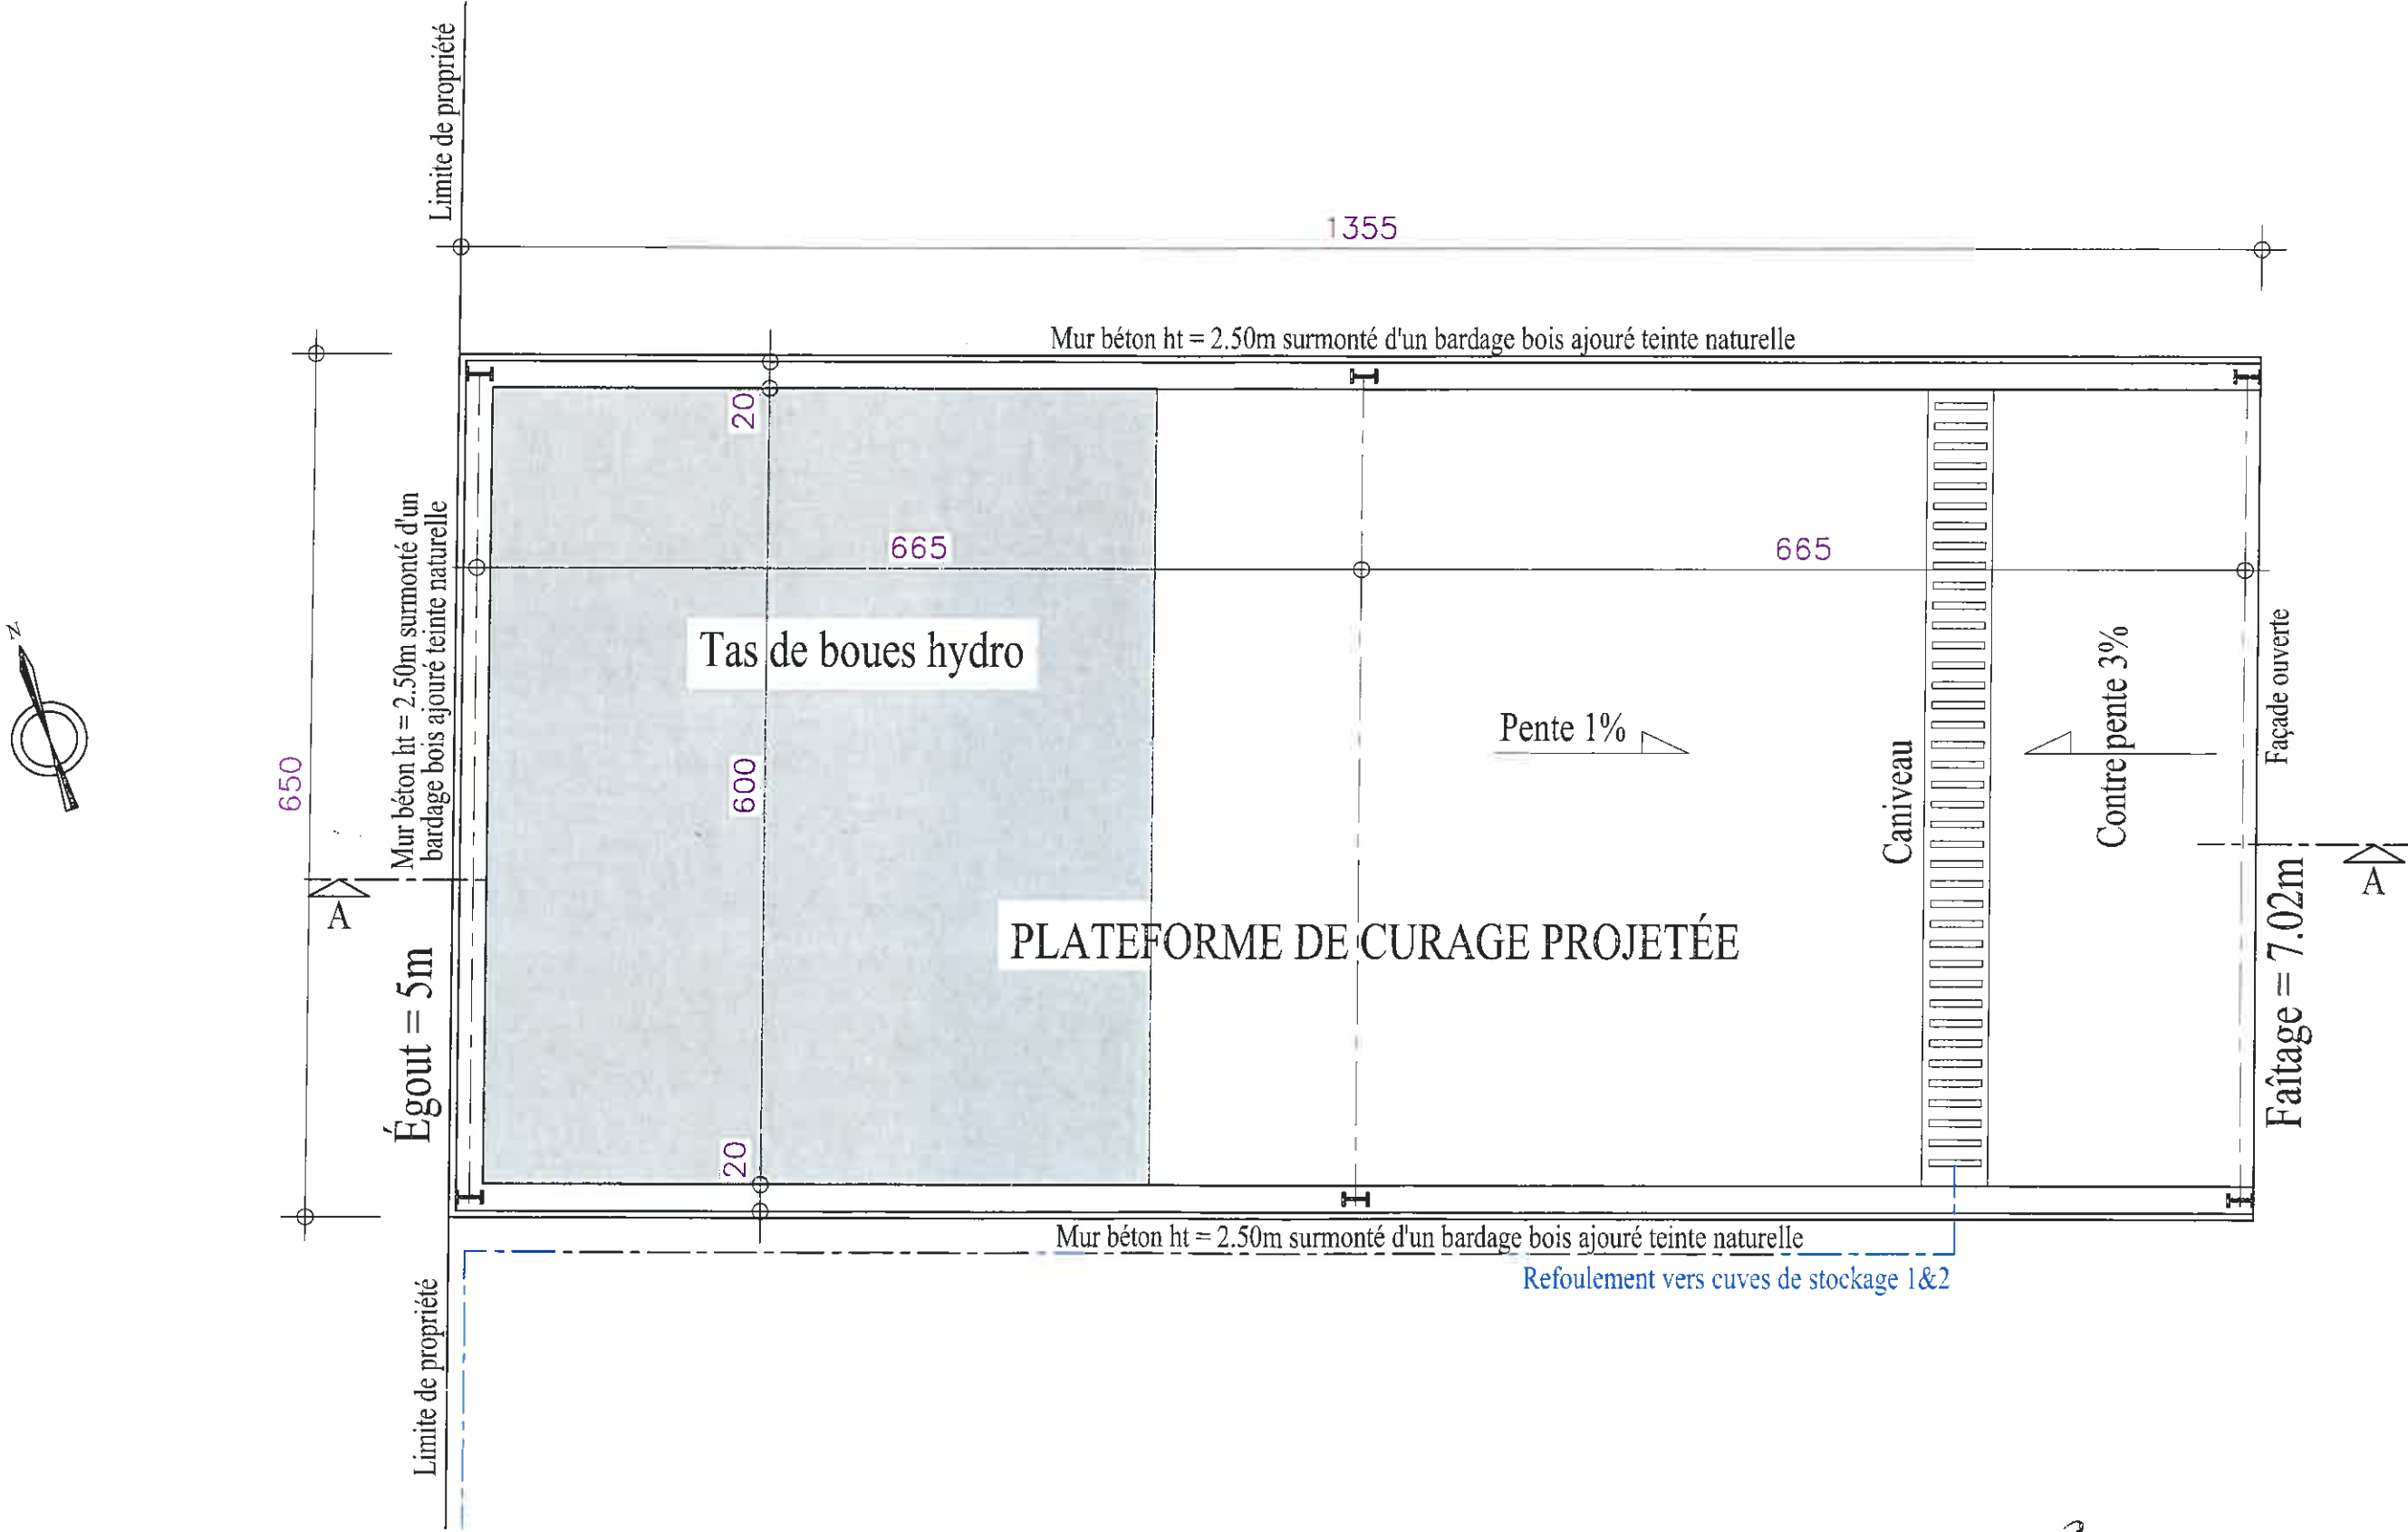 Limite de propriété
1355
Mur béton ht = 2.50m surmonté d'un bardage bois ajouré teinte naturelle
20
Mur béton ht = 2.50m surmonté d'un
bardage bois ajouré teinte naturelle
665
665
N
Tas de boues hydro
Pente 1%
Contre pente 3%
Façade ouverte
650
600
Caniveau
A
A
PLATEFORME DE CURAGE PROJETÉE
Égout = 5m
Faîtage = 7.02m
20
Mur béton ht = 2.50m surmonté d'un bardage bois ajouré teinte naturelle
Refoulement vers cuves de stockage 1&2
Limite de propriété